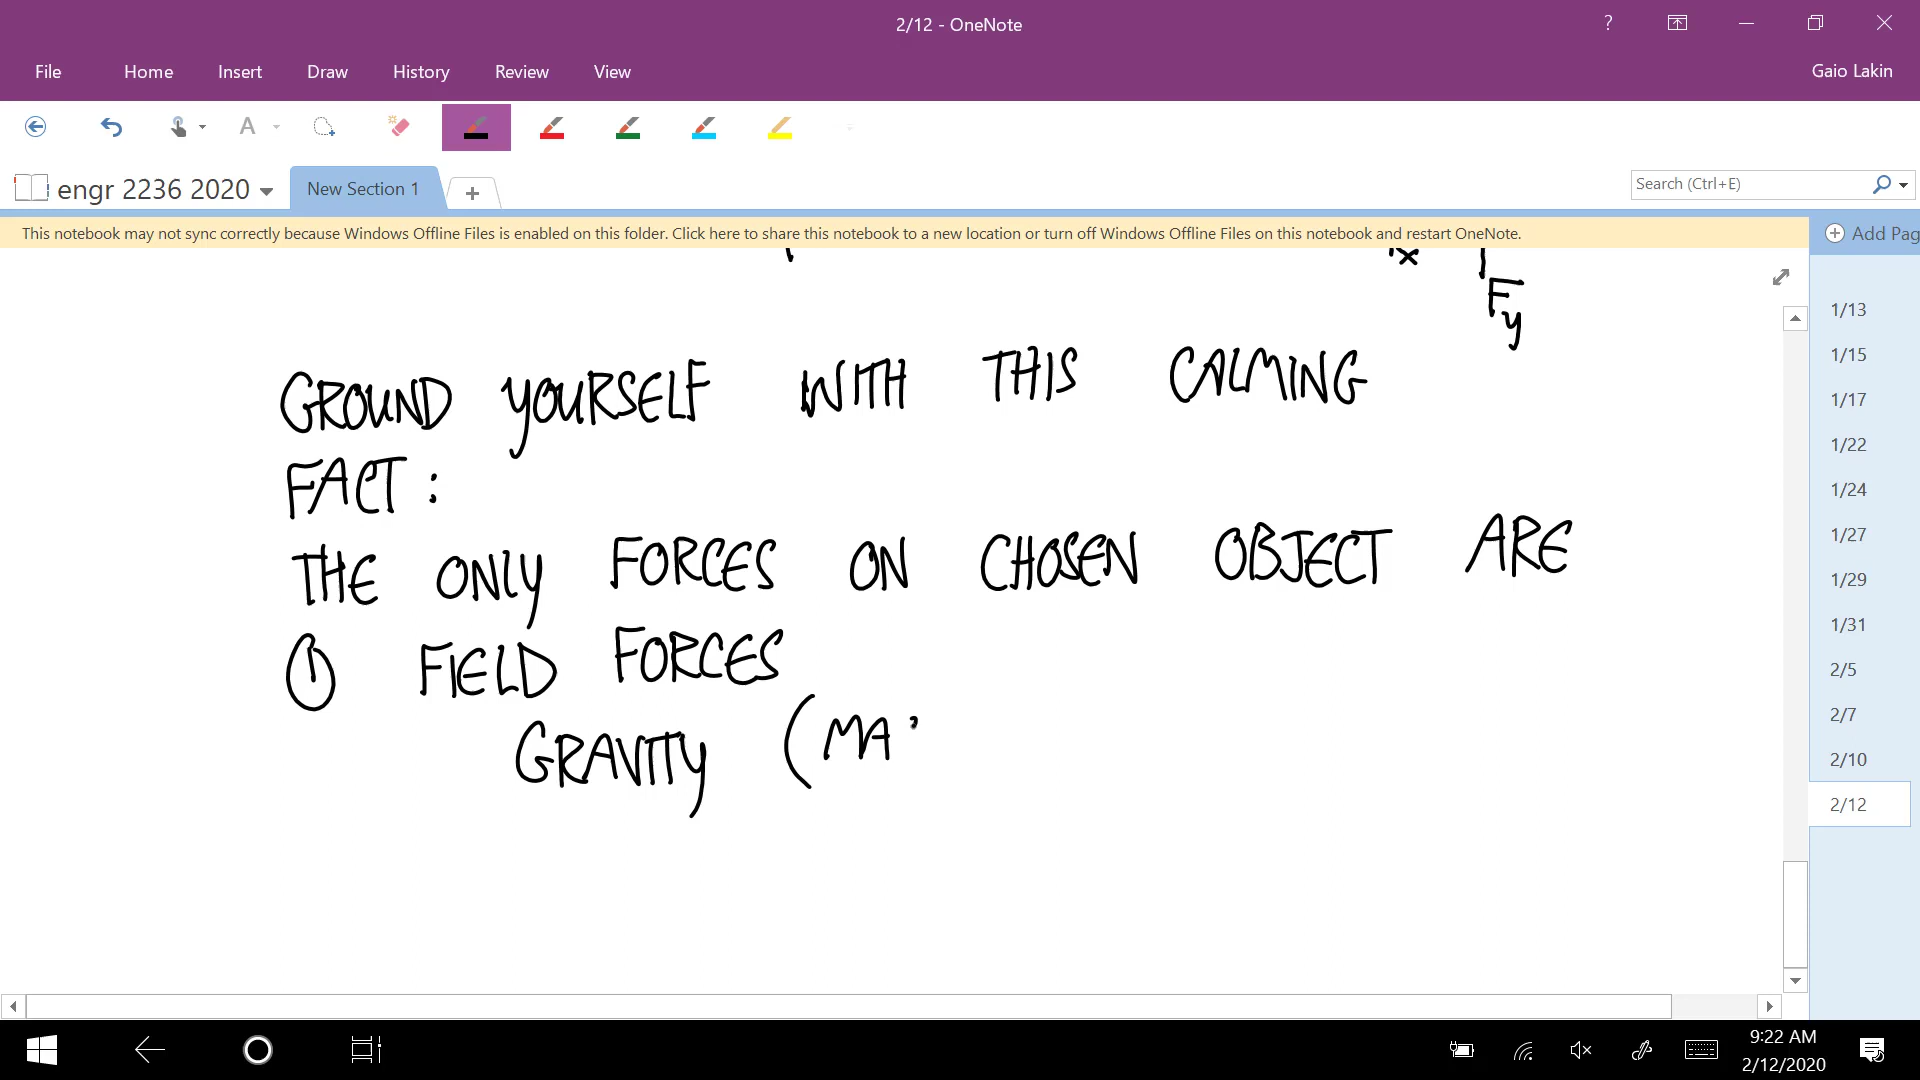 2/12 - OneNote
?
File Home Insert Draw History Review View
Gaio Lakin
A
engr 2236 2020
New Section 1
+
Search (Ctrl+E)
This notebook may not sync correctly because Windows Offline Files is enabled on this folder. Click here to share this notebook to a new location or turn off Windows Offline Files on this notebook and restart OneNote.
Add Pag
x
Fy
GROUND YOURSELF WITH THIS CALMING
FACT:
THE ONLY FORCES ON CHOSEN OBJECT ARE
① FIELD FORCES
GRAVITY (MA
1/13
1/15
1/17
1/22
1/24
1/27
1/29
1/31
2/5
2/7
2/10
2/12
9:22 AM
2/12/2020